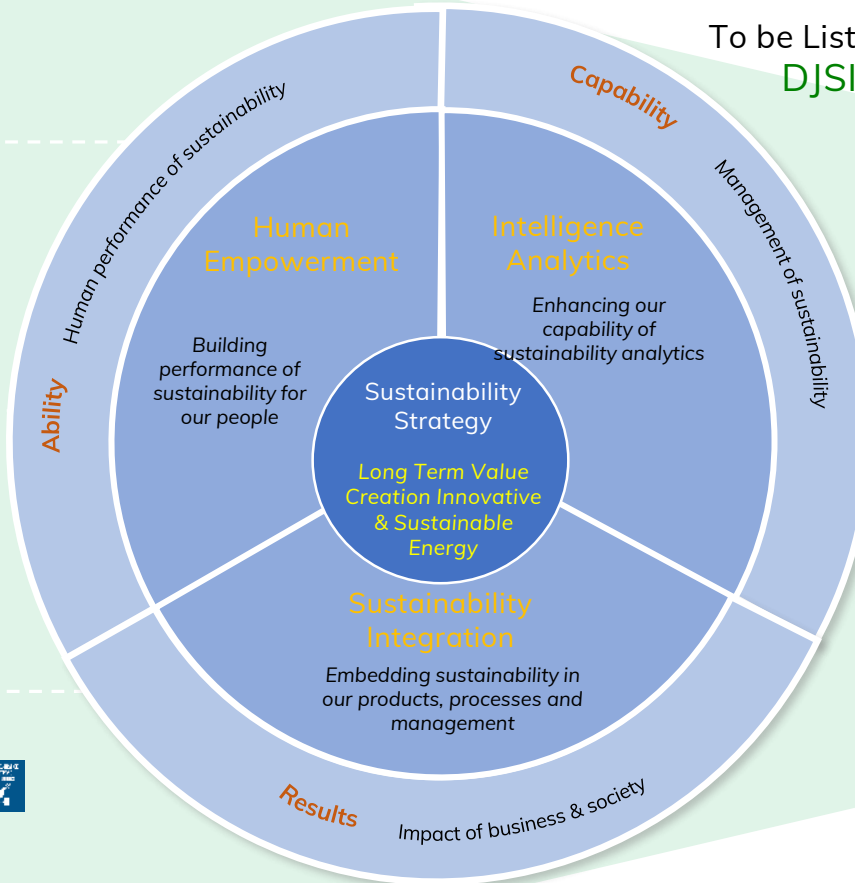 To be List
DJSI
Capability
Management of sustainability
Human performance of sustainability
Ability
Human
Empowerment
Building
performance of
sustainability for
our people
Intelligence
Analytics
Enhancing our
capability of
sustainability analytics
Sustainability
Strategy
Long Term Value
Creation Innovative
& Sustainable
Energy
Sustainability
Integration
Embedding sustainability in
our products, processes and
management
Results
Impact of business & society